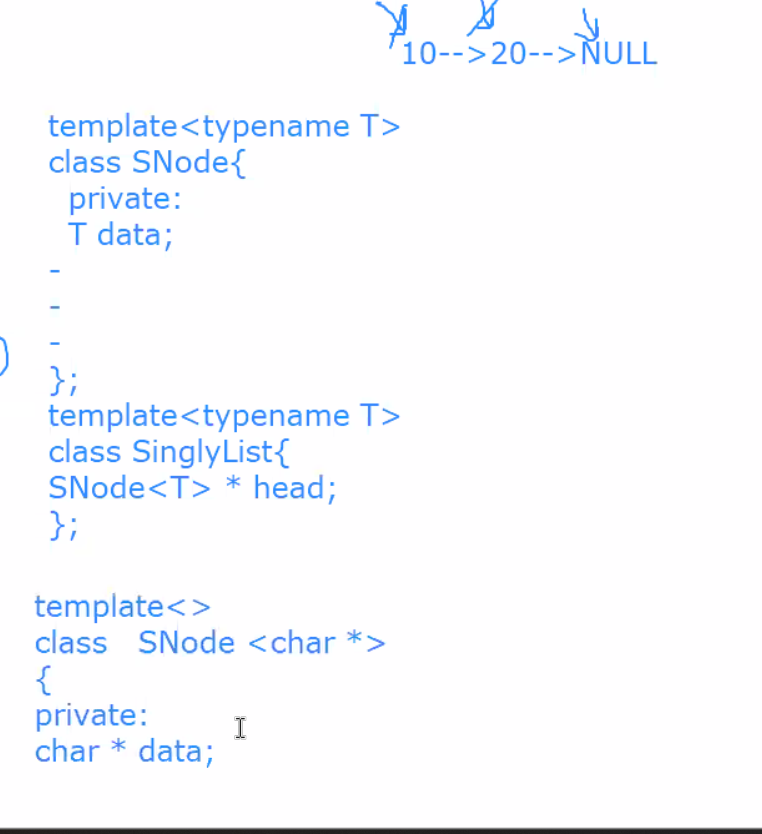 10-->20-->NULL
template<typename T>
class SNode{
private:
T data;
-
-
-
};
template<typename T>
class SinglyList{
SNode<T> * head;
};
template<>
class SNode <char *>
{
private:
char * data;